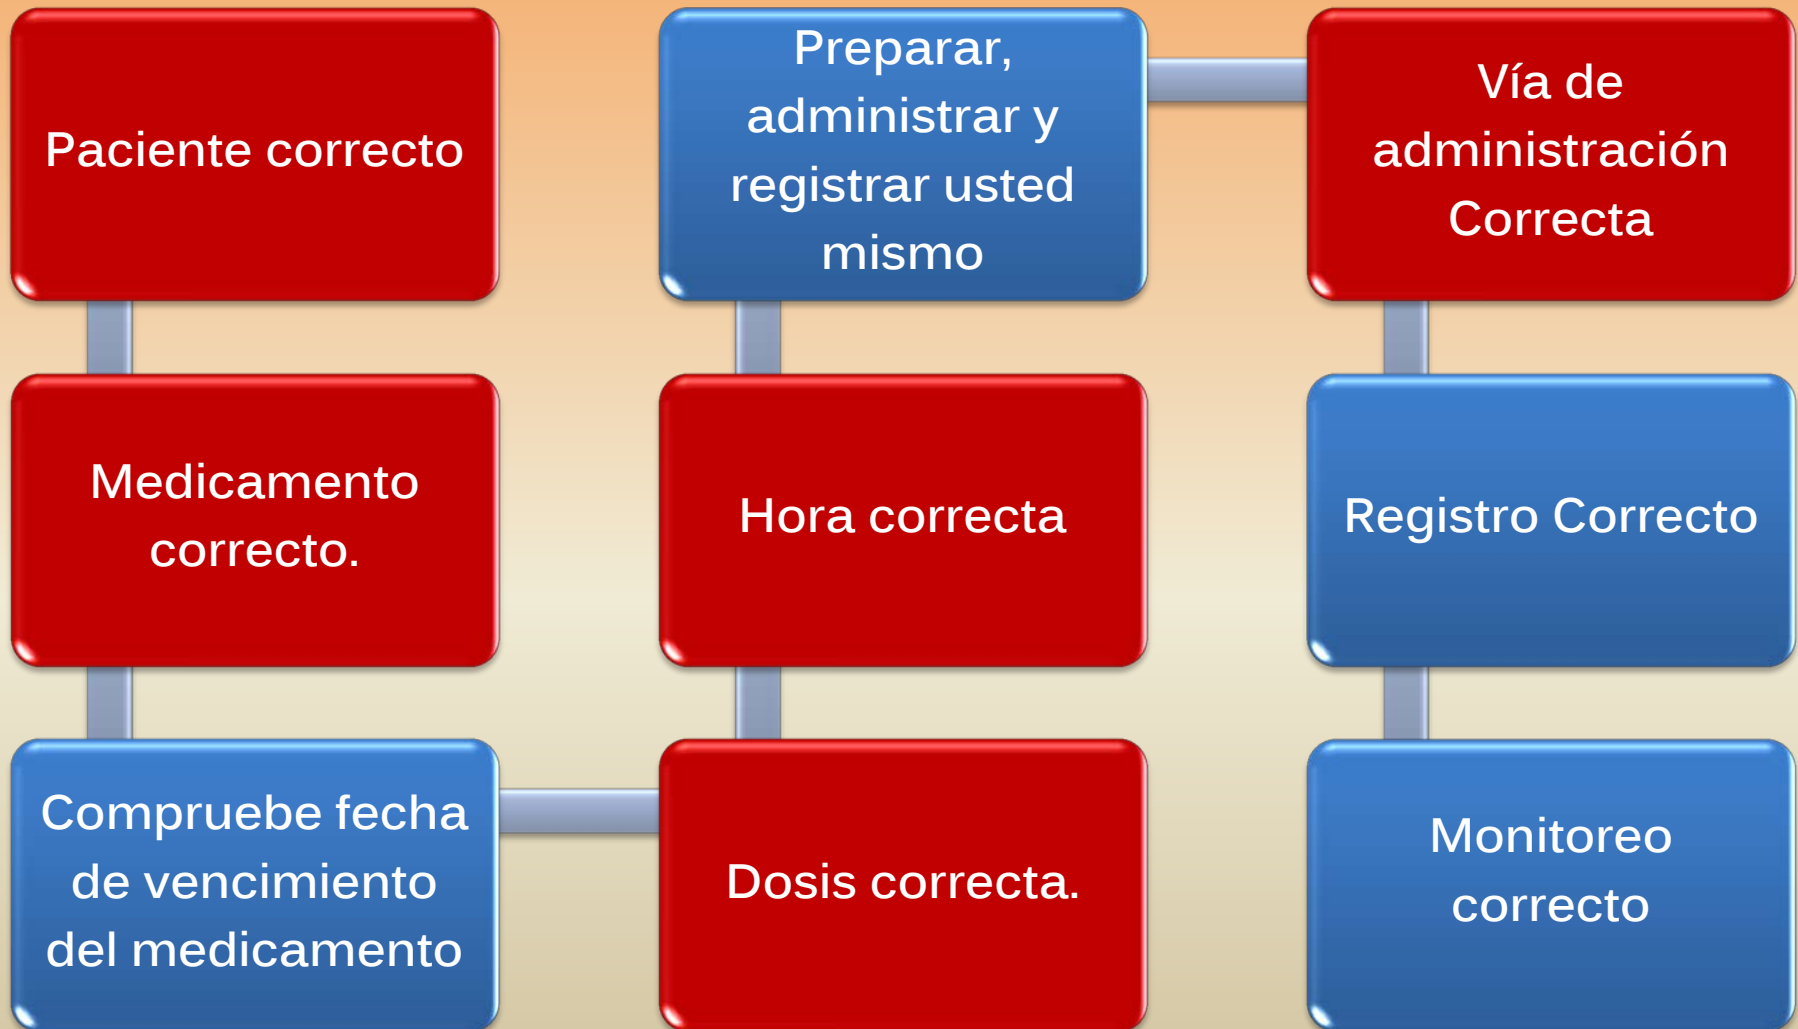 Paciente correcto
Medicamento
correcto.
Compruebe fecha
de vencimiento
del medicamento
Dosis correcta.
Hora correcta
Preparar,
administrar y
registrar usted
mismo
Vía de
administración
Correcta
Registro Correcto
Monitoreo
correcto